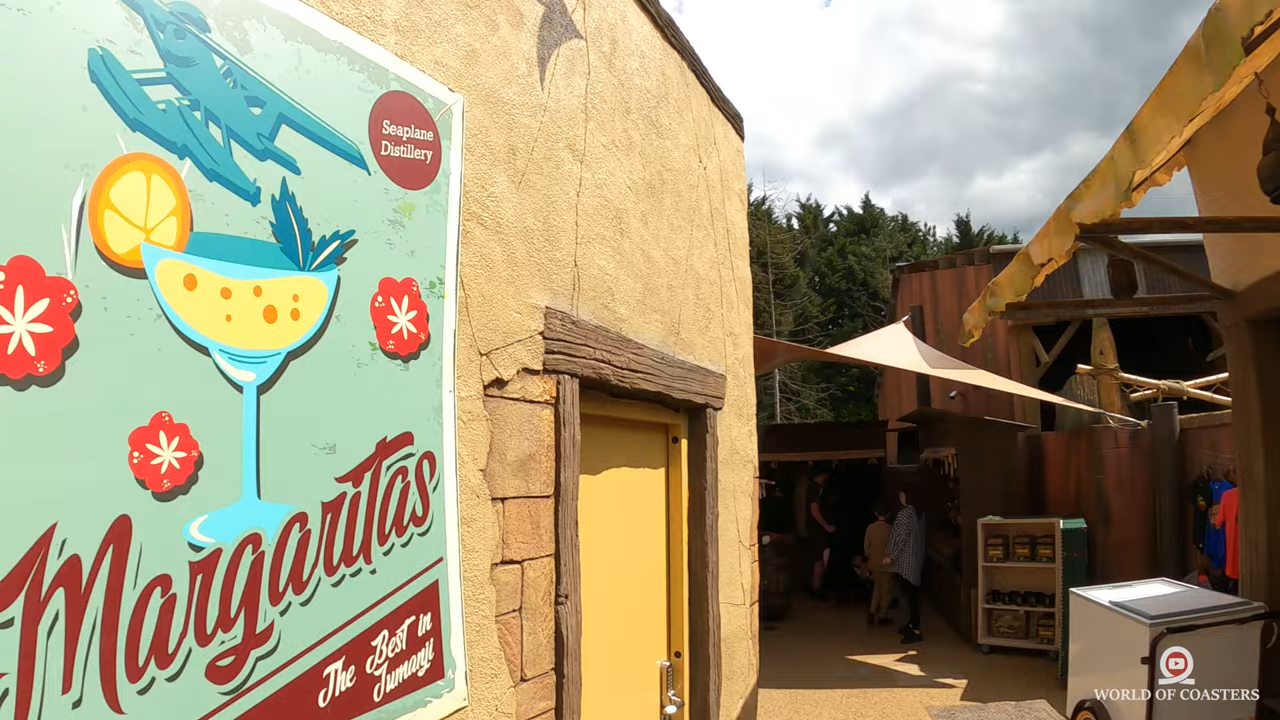 Seaplane
Distillery
Margaritas
The Best in
Jumanji
WORLD OF COASTERS